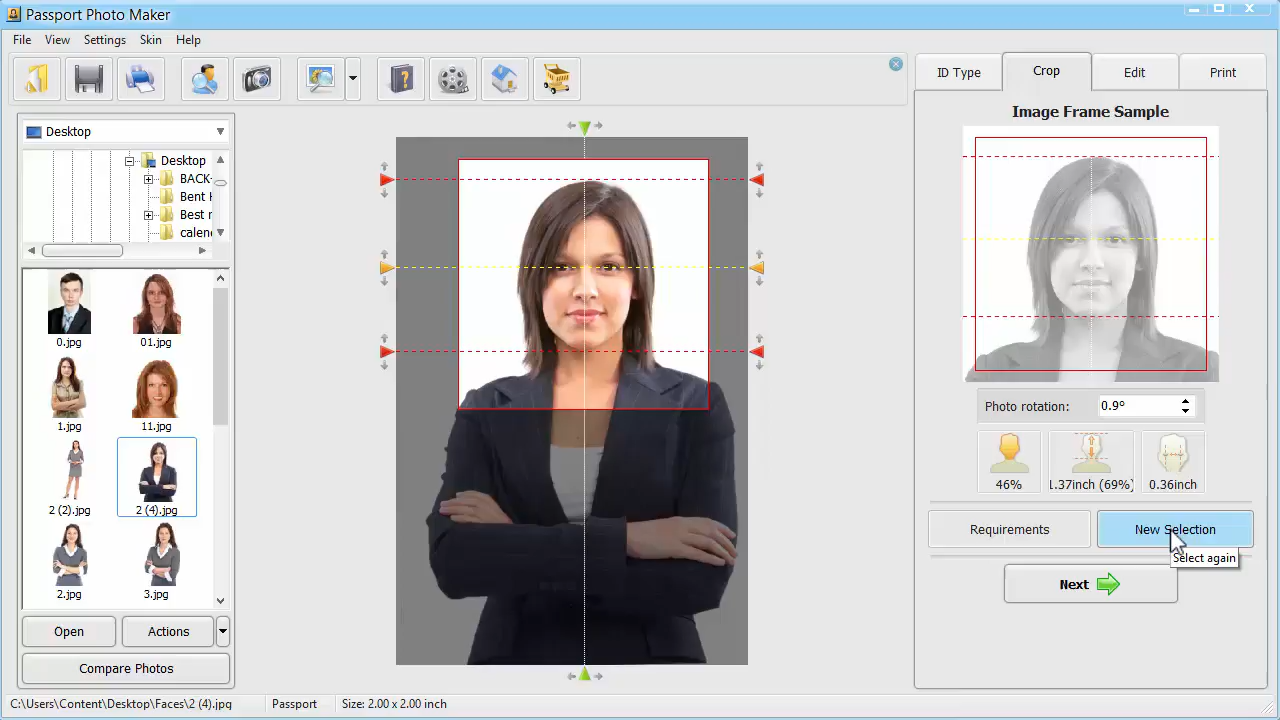 Passport Photo Maker
File View Settings Skin Help
ID Type Crop Edit Print
Desktop
Desktop
BACK-
Bent H
Best r
calend
0.jpg 01.jpg
1.jpg 11.jpg
2 (2).jpg 2 (4).jpg
2.jpg 3.jpg
Open Actions
Compare Photos
Image Frame Sample
Photo rotation: 0.9º
46% 1.37inch (69%) 0.36inch
Requirements New Selection
Select again
Next
C:\Users\Content\Desktop\Faces\2 (4).jpg Passport Size: 2.00 x 2.00 inch